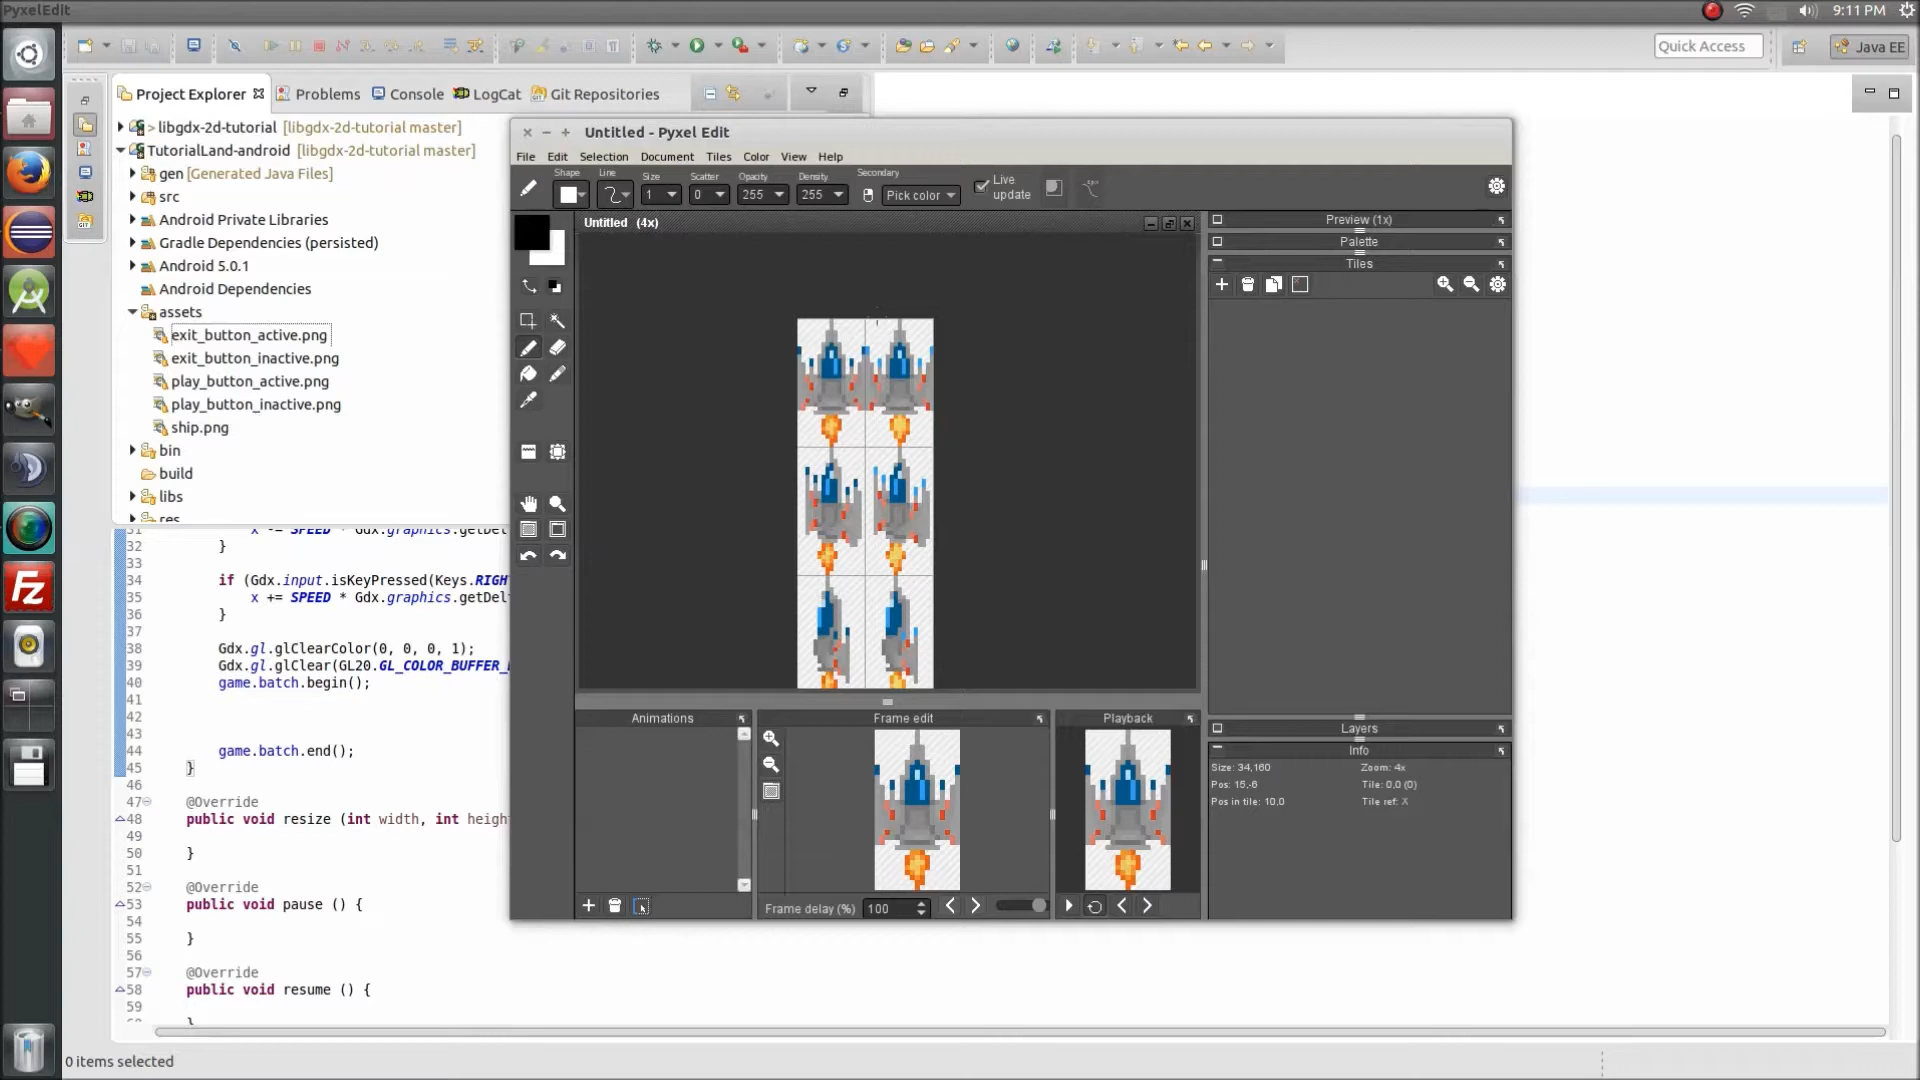 PyxelEdit
9:11 PM
Quick Access
Java EE
Project Explorer
Problems
Console
LogCat
Git Repositories
> libgdx-2d-tutorial [libgdx-2d-tutorial master]
TutorialLand-android [libgdx-2d-tutorial master]
gen [Generated Java Files]
src
Android Private Libraries
Gradle Dependencies (persisted)
Android 5.0.1
Android Dependencies
assets
exit_button_active.png
exit_button_inactive.png
play_button_active.png
play_button_inactive.png
ship.png
bin
build
libs
res
Untitled - Pyxel Edit
File Edit Selection Document Tiles Color View Help
Shape Line Size Scatter Opacity Density Secondary
1 0 255 255 Pick color
Live update
Untitled (4x)
Preview (1x)
Palette
Tiles
Layers
Info
Size: 34,160 Zoom: 4x
Pos: 15,-6 Tile: 0,0 (0)
Pos in tile: 10,0 Tile ref: X
Animations
Frame edit
Playback
Frame delay (%) 100
31 x -= SPEED * Gdx.graphics.getDel
32 }
33
34 if (Gdx.input.isKeyPressed(Keys.RIGH
35 x += SPEED * Gdx.graphics.getDel
36 }
37
38 Gdx.gl.glClearColor(0, 0, 0, 1);
39 Gdx.gl.glClear(GL20.GL_COLOR_BUFFER_
40 game.batch.begin();
41
42
43
44 game.batch.end();
45 }
46
47 @Override
48 public void resize (int width, int heigh
49
50 }
51
52 @Override
53 public void pause () {
54
55 }
56
57 @Override
58 public void resume () {
59
0 items selected